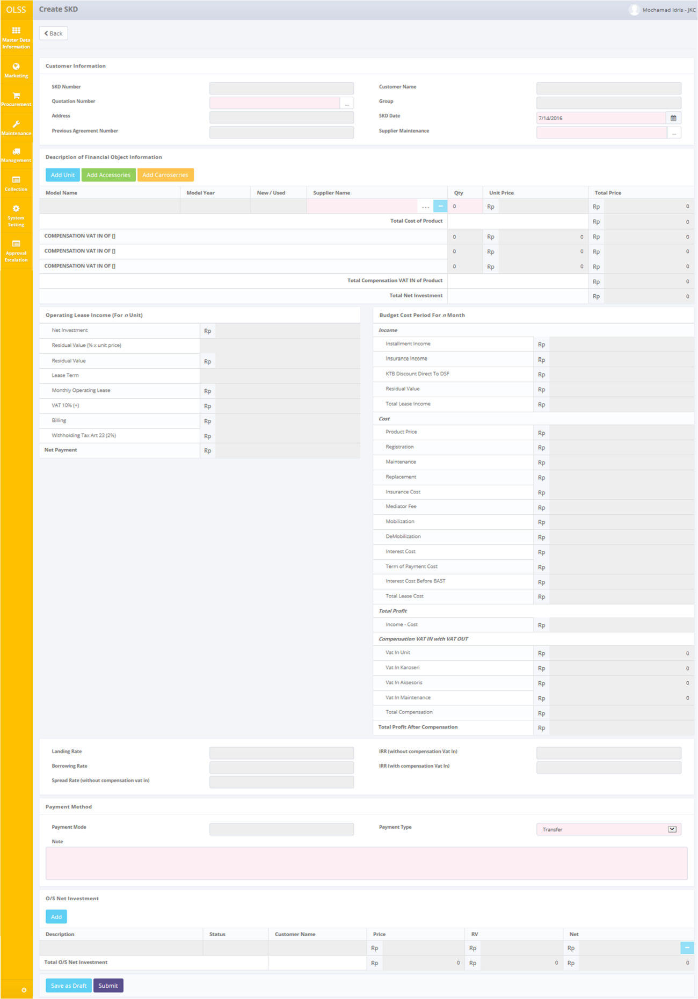 OLSS
Create SKD
Mochamad Idris - JKC
Master Data
Information
Marketing
Procurement
Maintenance
Management
Collection
System
Setting
Approval
Escalation
Back
Customer Information
SKD Number
Customer Name
Quotation Number ...
Group
Address
SKD Date 7/14/2016
Previous Agreement Number
Supplier Maintenance ...
Description of Financial Object Information
Add Unit Add Accessories Add Carroserries
Model Name Model Year New / Used Supplier Name Qty Unit Price Total Price
... − 0 Rp Rp 0
Total Cost of Product Rp 0
COMPENSATION VAT IN OF [] 0 Rp 0 Rp 0
COMPENSATION VAT IN OF [] 0 Rp 0 Rp 0
COMPENSATION VAT IN OF [] 0 Rp 0 Rp 0
Total Compensation VAT IN of Product Rp 0
Total Net Investment Rp 0
Operating Lease Income (For n Unit)
Net Investment Rp
Residual Value (% x unit price)
Residual Value Rp
Lease Term
Monthly Operating Lease Rp
VAT 10% (+) Rp
Billing Rp
Withholding Tax Art 23 (2%) Rp
Net Payment Rp
Budget Cost Period For n Month
Income
Installment Income Rp
Insurance Income Rp
KTB Discount Direct To DSF Rp
Residual Value Rp
Total Lease Income Rp
Cost
Product Price Rp
Registration Rp
Maintenance Rp
Replacement Rp
Insurance Cost Rp
Mediator Fee Rp
Mobilization Rp
DeMobilization Rp
Interest Cost Rp
Term of Payment Cost Rp
Interest Cost Before BAST Rp
Total Lease Cost Rp
Total Profit
Income - Cost Rp
Compensation VAT IN with VAT OUT
Vat In Unit Rp 0
Vat In Karoseri Rp 0
Vat In Aksesoris Rp 0
Vat In Maintenance Rp 0
Total Compensation Rp
Total Profit After Compensation Rp
Landing Rate
IRR (without compensation Vat In)
Borrowing Rate
IRR (with compensation Vat In)
Spread Rate (without compensation vat in)
Payment Method
Payment Mode
Payment Type Transfer
Note
O/S Net Investment
Add
Description Status Customer Name Price RV Net
Rp Rp Rp −
Total O/S Net Investment Rp 0 Rp 0 Rp 0
Save as Draft Submit